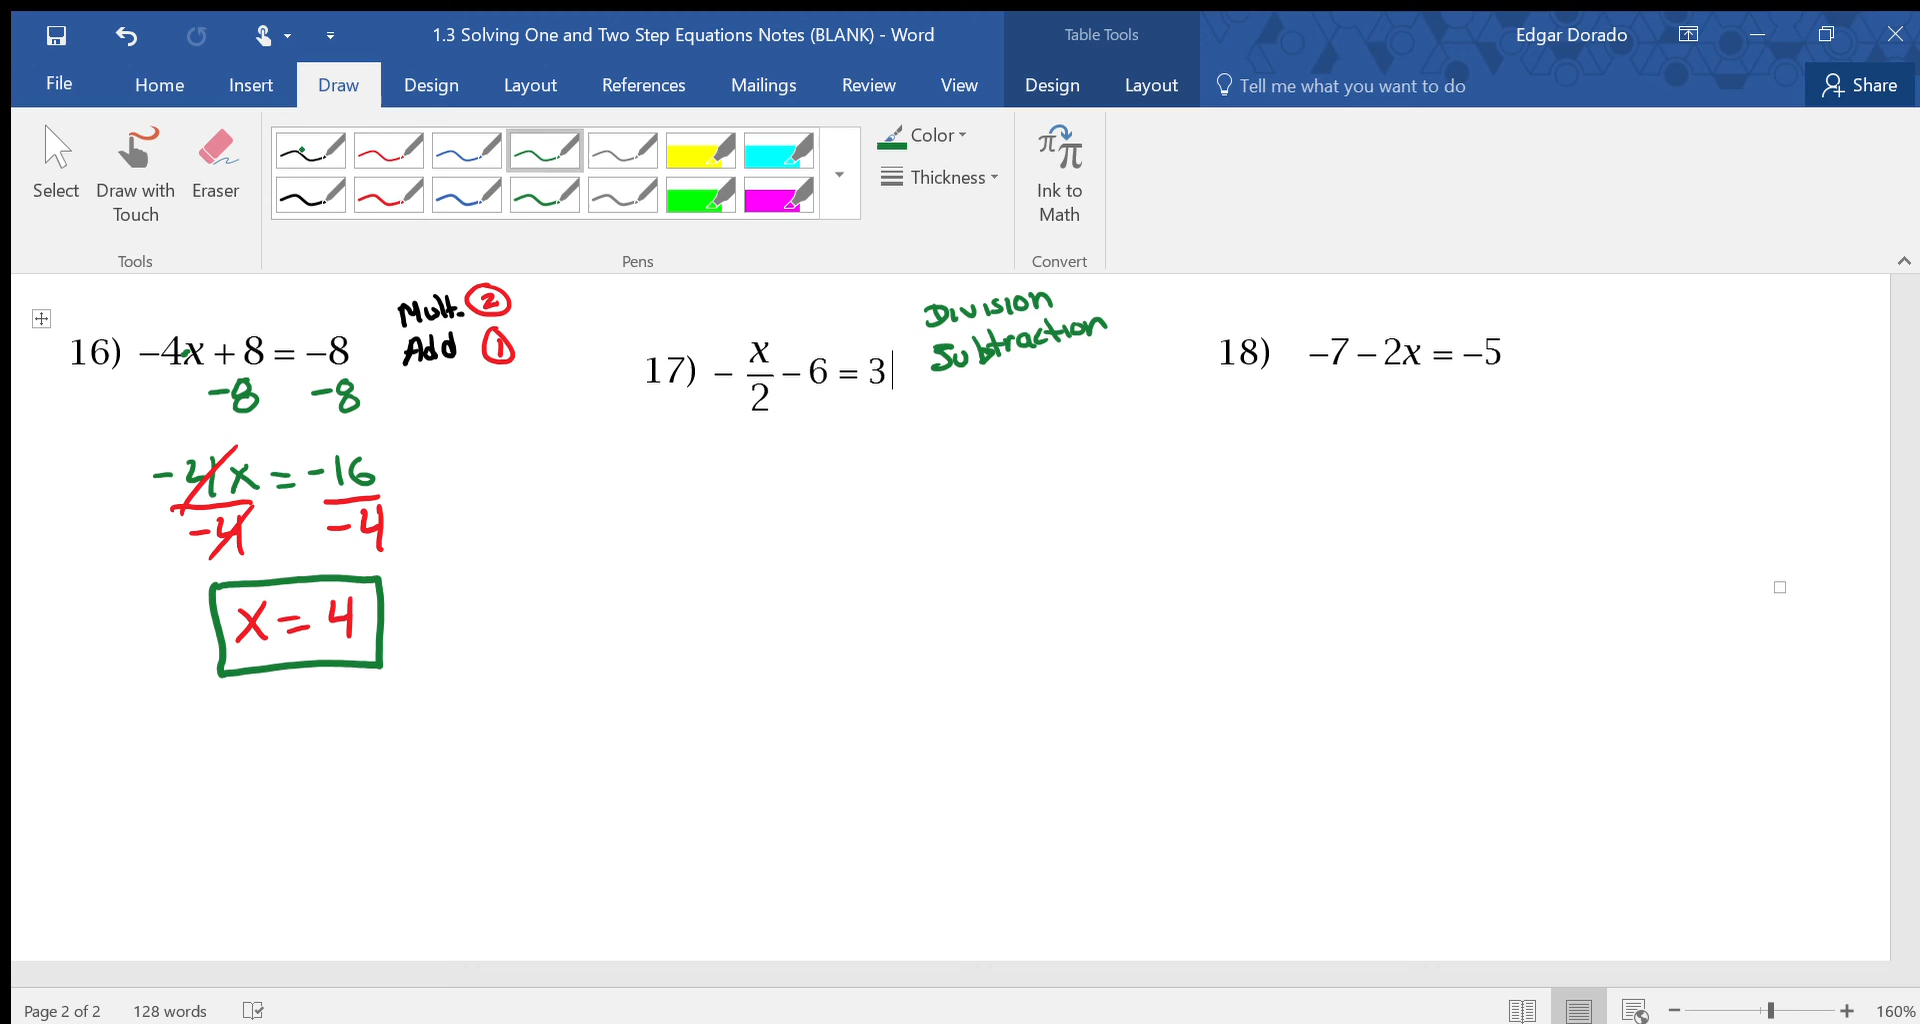 1.3 Solving One and Two Step Equations Notes (BLANK) - Word
Table Tools
Edgar Dorado
File Home Insert Draw Design Layout References Mailings Review View Design Layout Tell me what you want to do Share
Select
Draw with Touch
Eraser
Color
Thickness
Ink to Math
Tools
Pens
Convert
16) −4x + 8 = −8
Mult. 2
Add 1
-8 -8
-4x = -16
-4 -4
x = 4
17) − x/2 − 6 = 3
Division
Subtraction
18) −7 − 2x = −5
Page 2 of 2 128 words 160%